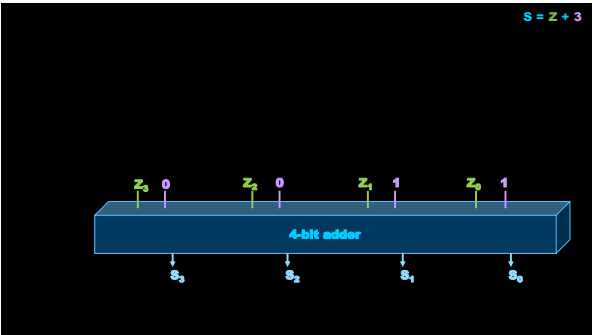 S = Z + 3
Z3 0 Z2 0 Z1 1 Z0 1
4-bit adder
S3 S2 S1 S0